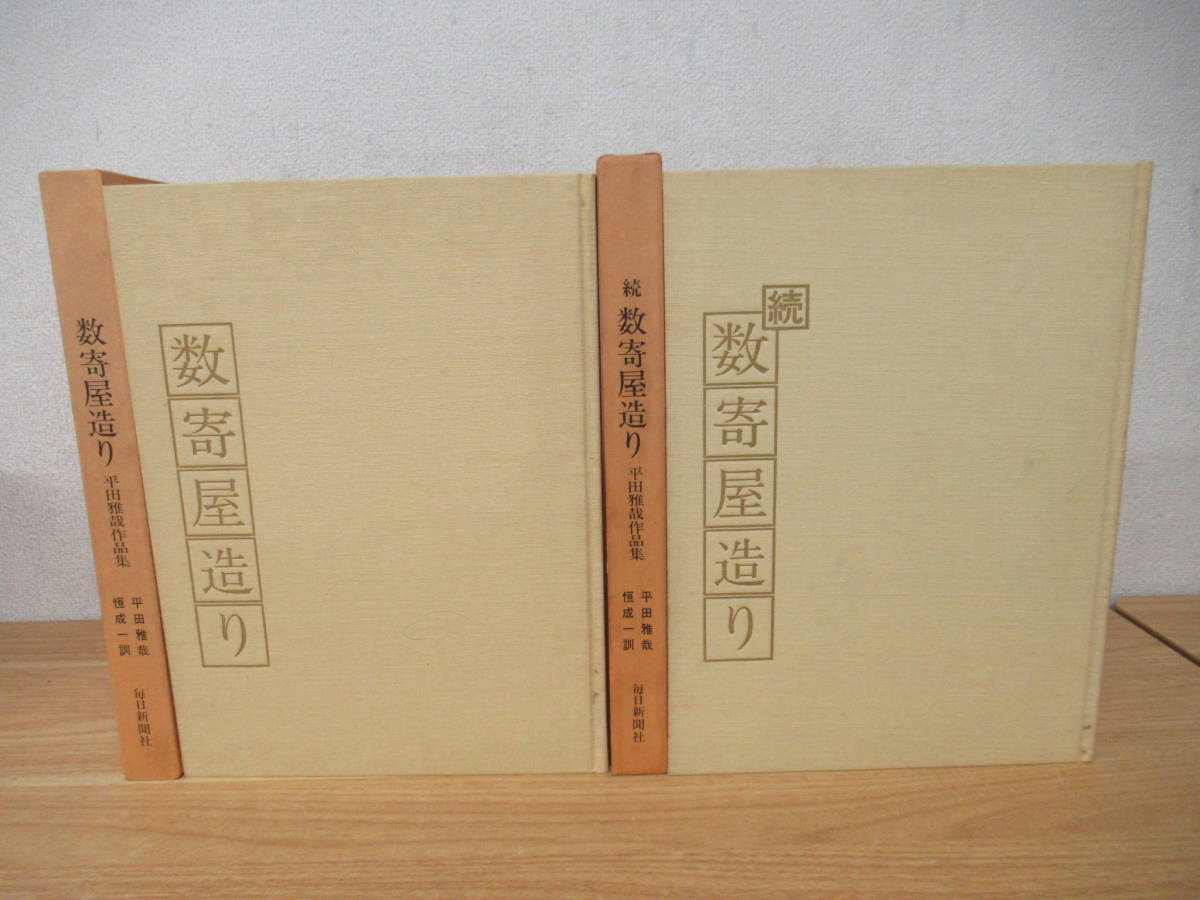 数寄屋造り
平田雅哉作品集
平田雅哉
恒成一訓
毎日新聞社
数寄屋造り
続
数寄屋造り
平田雅哉作品集
平田雅哉
恒成一訓
毎日新聞社
続
数寄屋造り